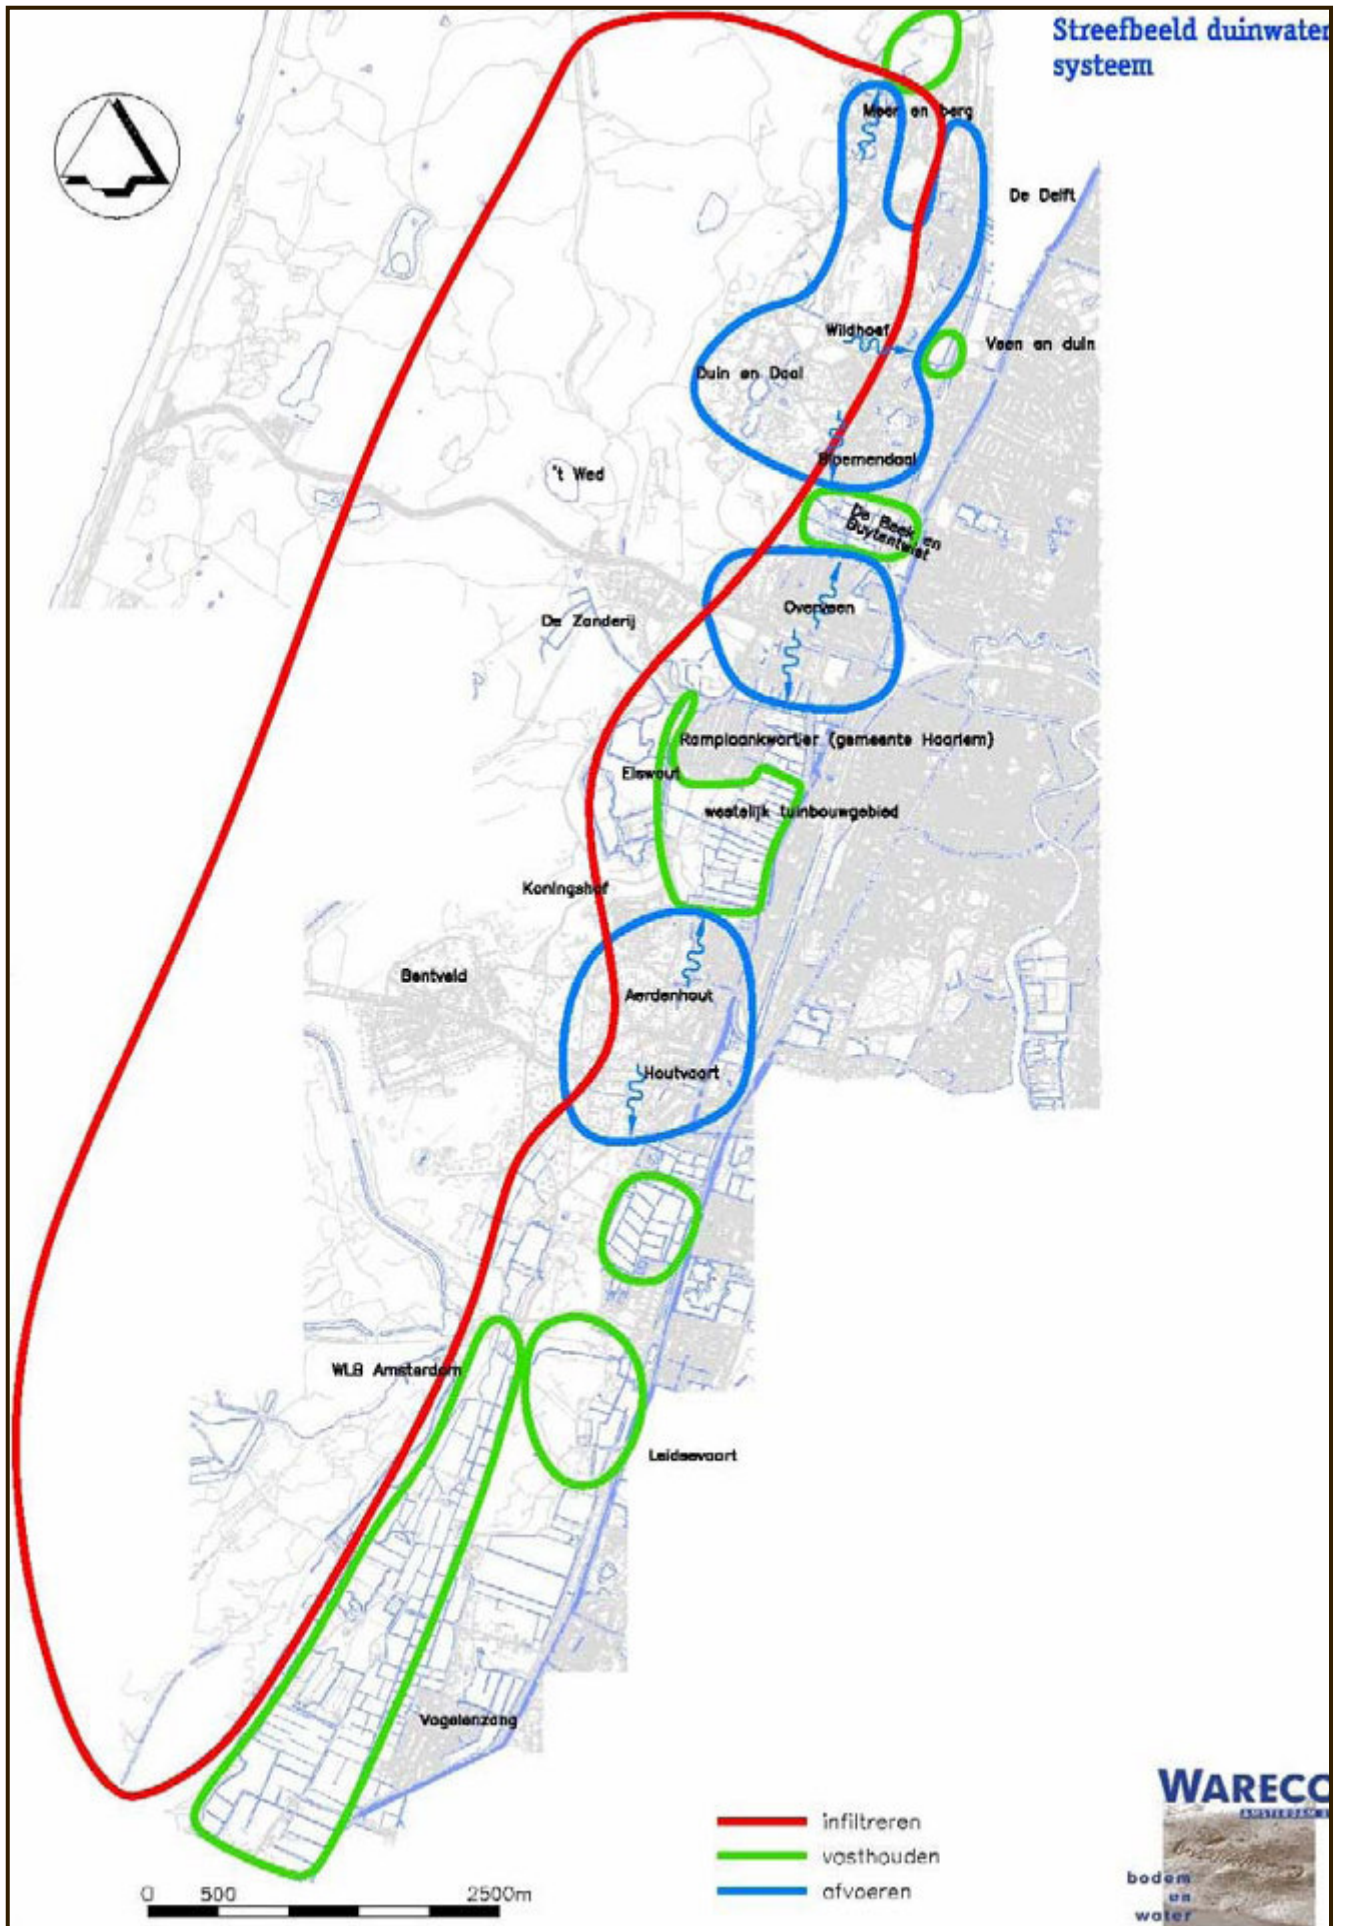 Streefbeeld duinwater
systeem
Meer en berg
De Delft
Wildhoef
Veen en duin
Duin en Daal
Bloemendaal
't Wed
De Beek en
Buytentwist
Overveen
De Zanderij
Ramplaankwartier (gemeente Haarlem)
Elswout
westelijk tuinbouwgebied
Koningshof
Bentveld
Aerdenhout
Houtvaart
WLB Amsterdam
Leidsevaart
Vogelenzang
infiltreren
vasthouden
afvoeren
0 500 2500m
WARECO
AMSTERDAM
bodem
en
water